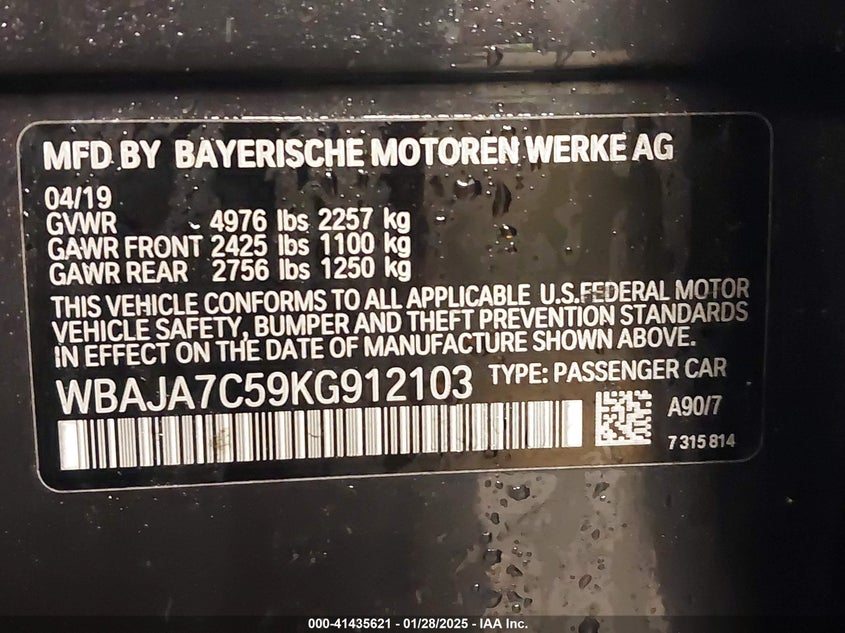 MFD BY BAYERISCHE MOTOREN WERKE AG
04/19
GVWR 4976 lbs 2257 kg
GAWR FRONT 2425 lbs 1100 kg
GAWR REAR 2756 lbs 1250 kg
THIS VEHICLE CONFORMS TO ALL APPLICABLE U.S.FEDERAL MOTOR
VEHICLE SAFETY, BUMPER AND THEFT PREVENTION STANDARDS
IN EFFECT ON THE DATE OF MANUFACTURE SHOWN ABOVE.
WBAJA7C59KG912103 TYPE: PASSENGER CAR
A90/7
7 315 814
000-41435621 - 01/28/2025 - IAA Inc.